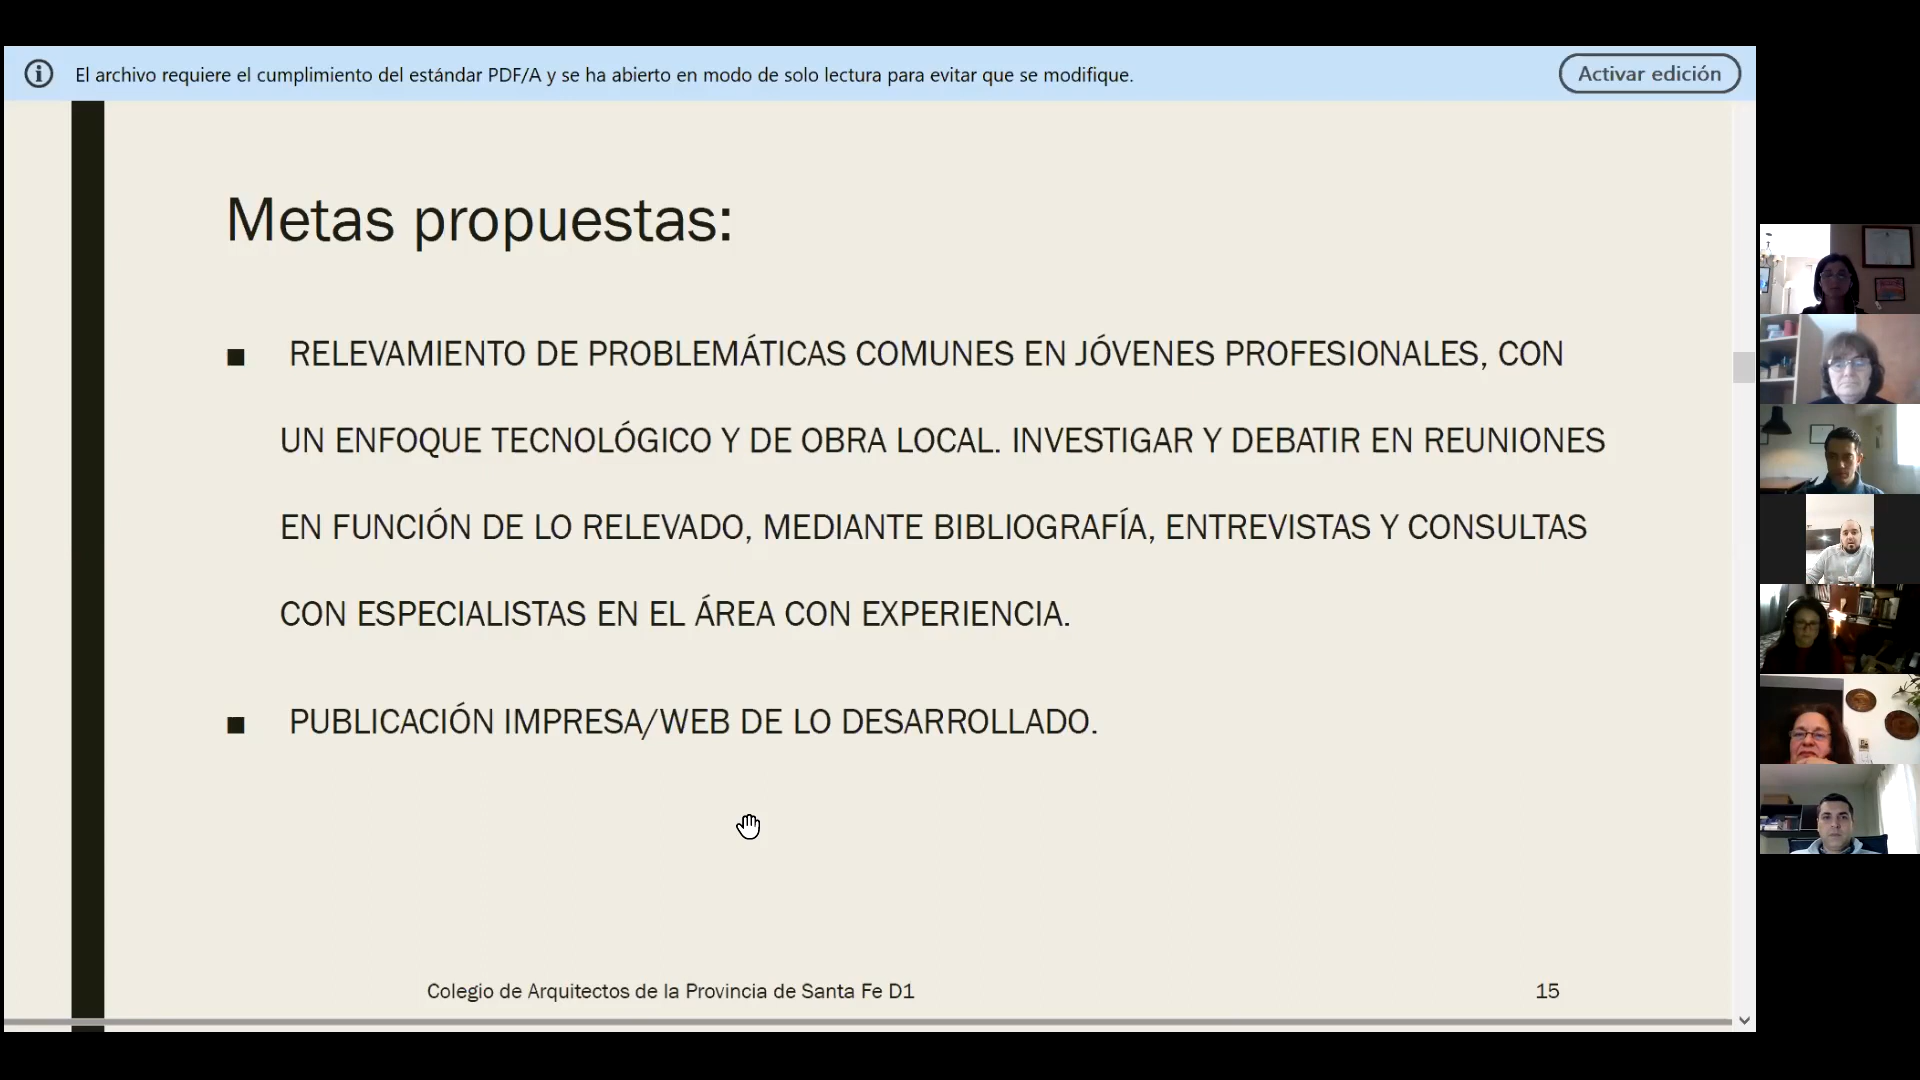 El archivo requiere el cumplimiento del estándar PDF/A y se ha abierto en modo de solo lectura para evitar que se modifique.
Activar edición
Metas propuestas:
■ RELEVAMIENTO DE PROBLEMÁTICAS COMUNES EN JÓVENES PROFESIONALES, CON
UN ENFOQUE TECNOLÓGICO Y DE OBRA LOCAL. INVESTIGAR Y DEBATIR EN REUNIONES
EN FUNCIÓN DE LO RELEVADO, MEDIANTE BIBLIOGRAFÍA, ENTREVISTAS Y CONSULTAS
CON ESPECIALISTAS EN EL ÁREA CON EXPERIENCIA.
■ PUBLICACIÓN IMPRESA/WEB DE LO DESARROLLADO.
Colegio de Arquitectos de la Provincia de Santa Fe D1
15